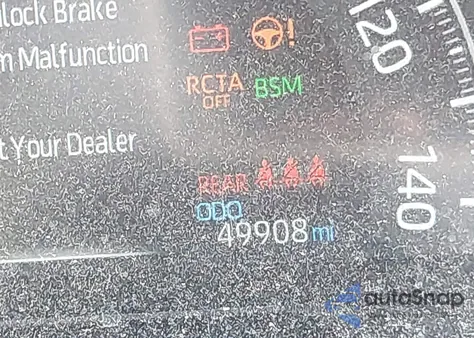 lock Brake
m Malfunction
t Your Dealer
RCTA
OFF
BSM
REAR
ODO
49908 mi
120
140
autoSnap